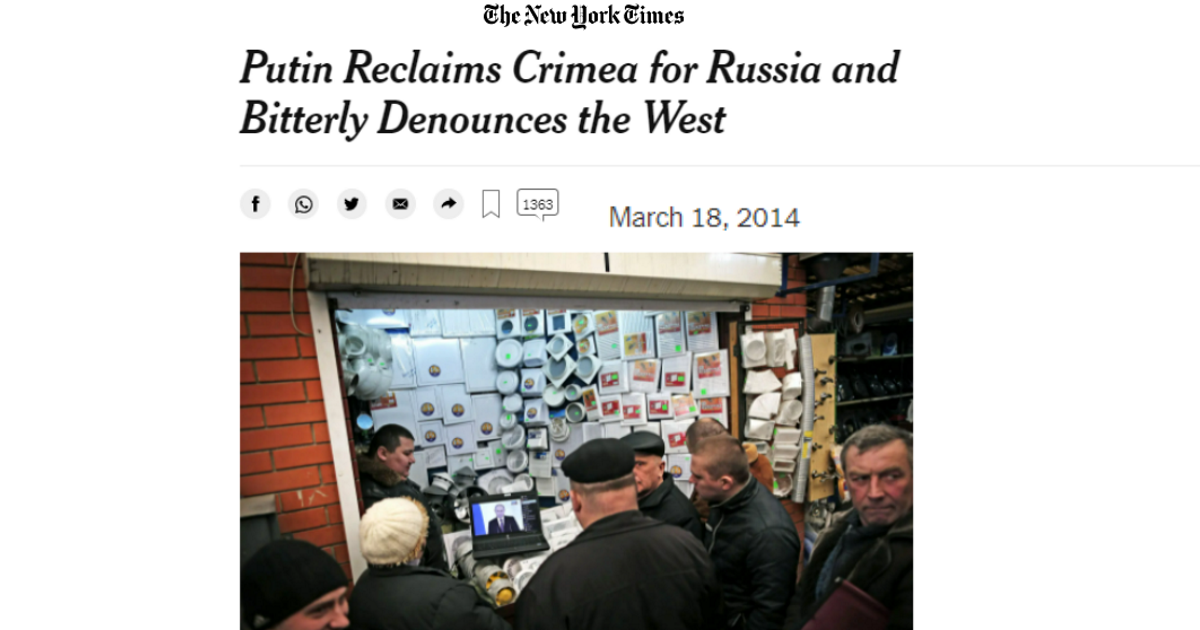 The New York Times
Putin Reclaims Crimea for Russia and
Bitterly Denounces the West
1363
March 18, 2014